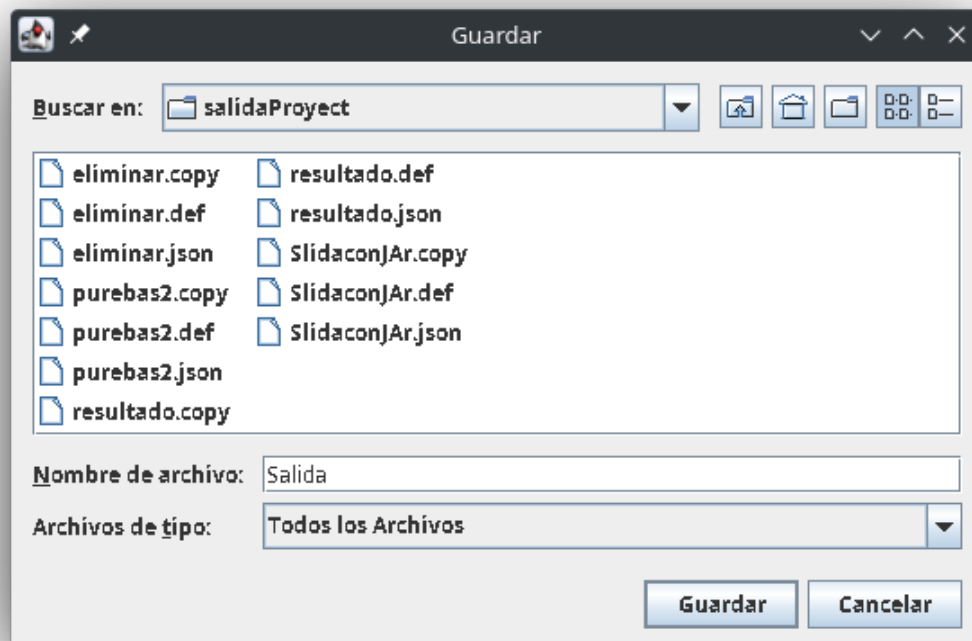 Guardar
Buscar en: salidaProyect
eliminar.copy
eliminar.def
eliminar.json
purebas2.copy
purebas2.def
purebas2.json
resultado.copy
resultado.def
resultado.json
SlidaconJAr.copy
SlidaconJAr.def
SlidaconJAr.json
Nombre de archivo: Salida
Archivos de tipo: Todos los Archivos
Guardar Cancelar